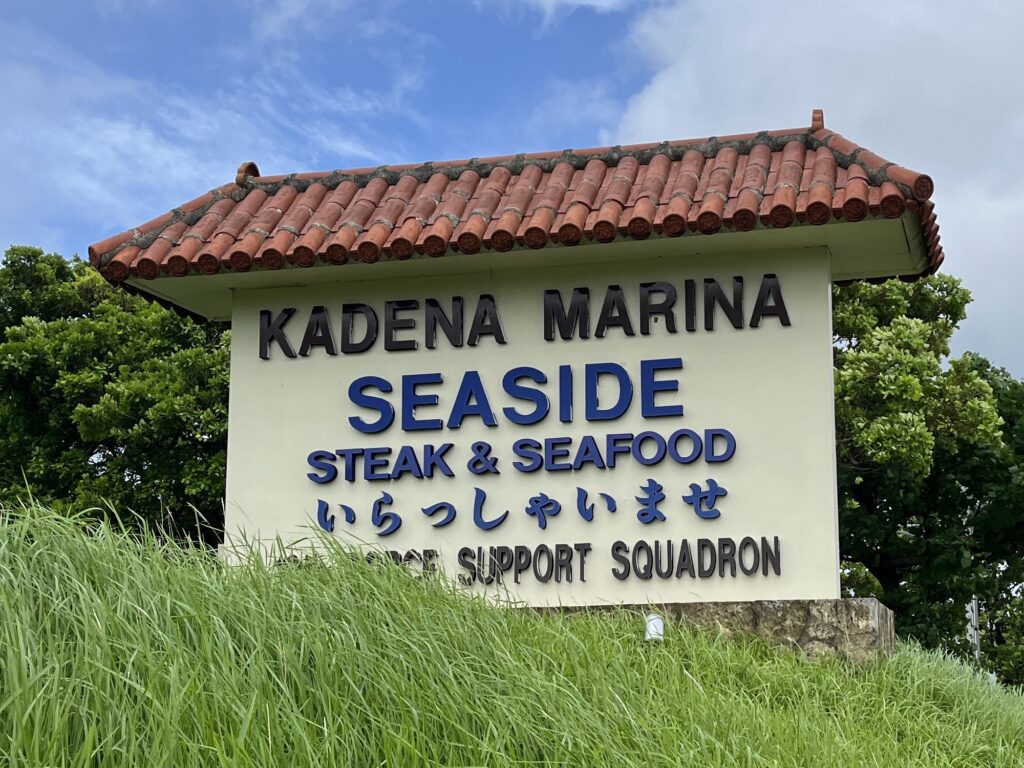 KADENA MARINA
SEASIDE
STEAK & SEAFOOD
いらっしゃいませ
SUPPORT SQUADRON